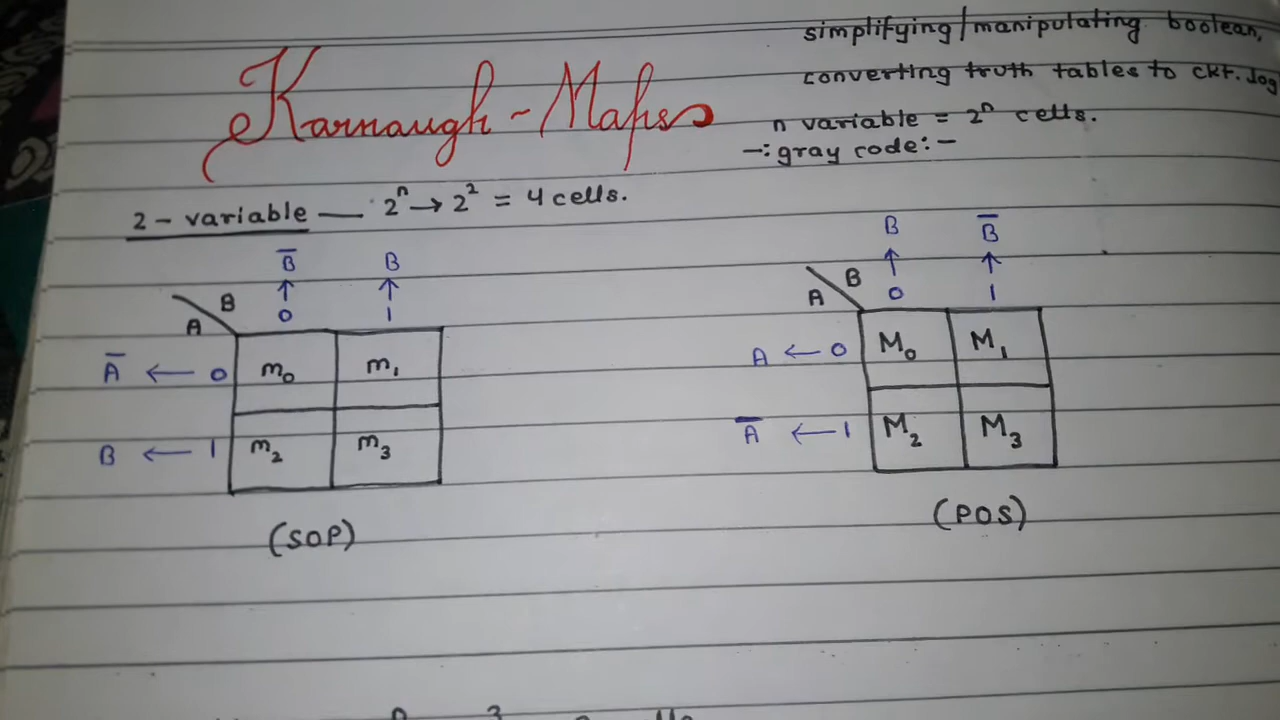 simplifying/manipulating boolean,
converting truth tables to ckt. log
Karnaugh-Maps
n variable = 2ⁿ cells.
-: gray code: -
2 - variable — 2ⁿ → 2² = 4 cells.
B̅ B
↑ ↑
A B 0 1
A̅ ← 0 m₀ m₁
B ← 1 m₂ m₃
(SOP)
B B̅
↑ ↑
A B 0 1
A ← 0 M₀ M₁
A̅ ← 1 M₂ M₃
(POS)